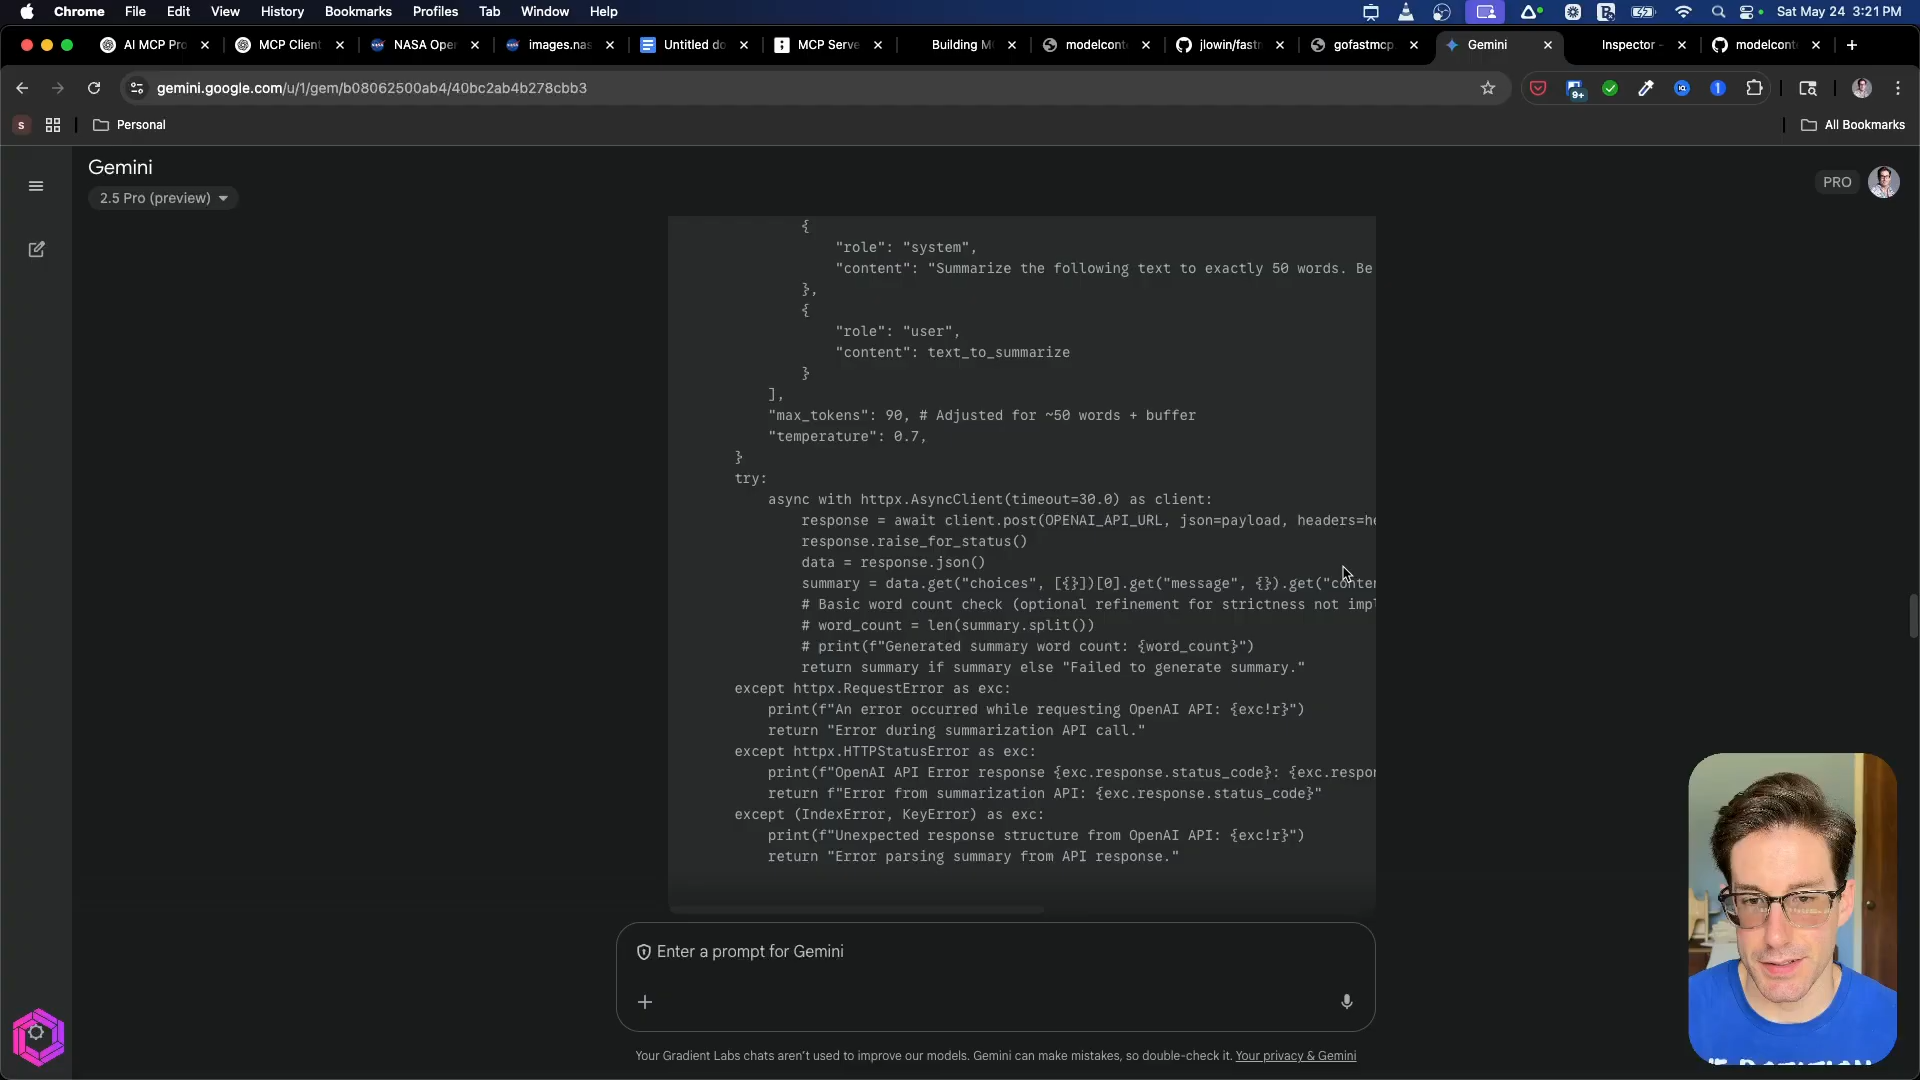 Chrome File Edit View History Bookmarks Profiles Tab Window Help Sat May 24 3:21 PM
AI MCP Pro MCP Client NASA Ope images.nas Untitled do MCP Serve Building M modelcont jlowin/fastm gofastmcp. Gemini Inspector - modelcont
gemini.google.com/u/1/gem/b08062500ab4/40bc2ab4b278cbb3 9+
s Personal All Bookmarks
Gemini
2.5 Pro (preview)
PRO
{
"role": "system",
"content": "Summarize the following text to exactly 50 words. Be
},
{
"role": "user",
"content": text_to_summarize
}
],
"max_tokens": 90, # Adjusted for ~50 words + buffer
"temperature": 0.7,
}
try:
async with httpx.AsyncClient(timeout=30.0) as client:
response = await client.post(OPENAI_API_URL, json=payload, headers=he
response.raise_for_status()
data = response.json()
summary = data.get("choices", [{}])[0].get("message", {}).get("conten
# Basic word count check (optional refinement for strictness not impl
# word_count = len(summary.split())
# print(f"Generated summary word count: {word_count}")
return summary if summary else "Failed to generate summary."
except httpx.RequestError as exc:
print(f"An error occurred while requesting OpenAI API: {exc!r}")
return "Error during summarization API call."
except httpx.HTTPStatusError as exc:
print(f"OpenAI API Error response {exc.response.status_code}: {exc.respon
return f"Error from summarization API: {exc.response.status_code}"
except (IndexError, KeyError) as exc:
print(f"Unexpected response structure from OpenAI API: {exc!r}")
return "Error parsing summary from API response."
Enter a prompt for Gemini
Your Gradient Labs chats aren't used to improve our models. Gemini can make mistakes, so double-check it. Your privacy & Gemini